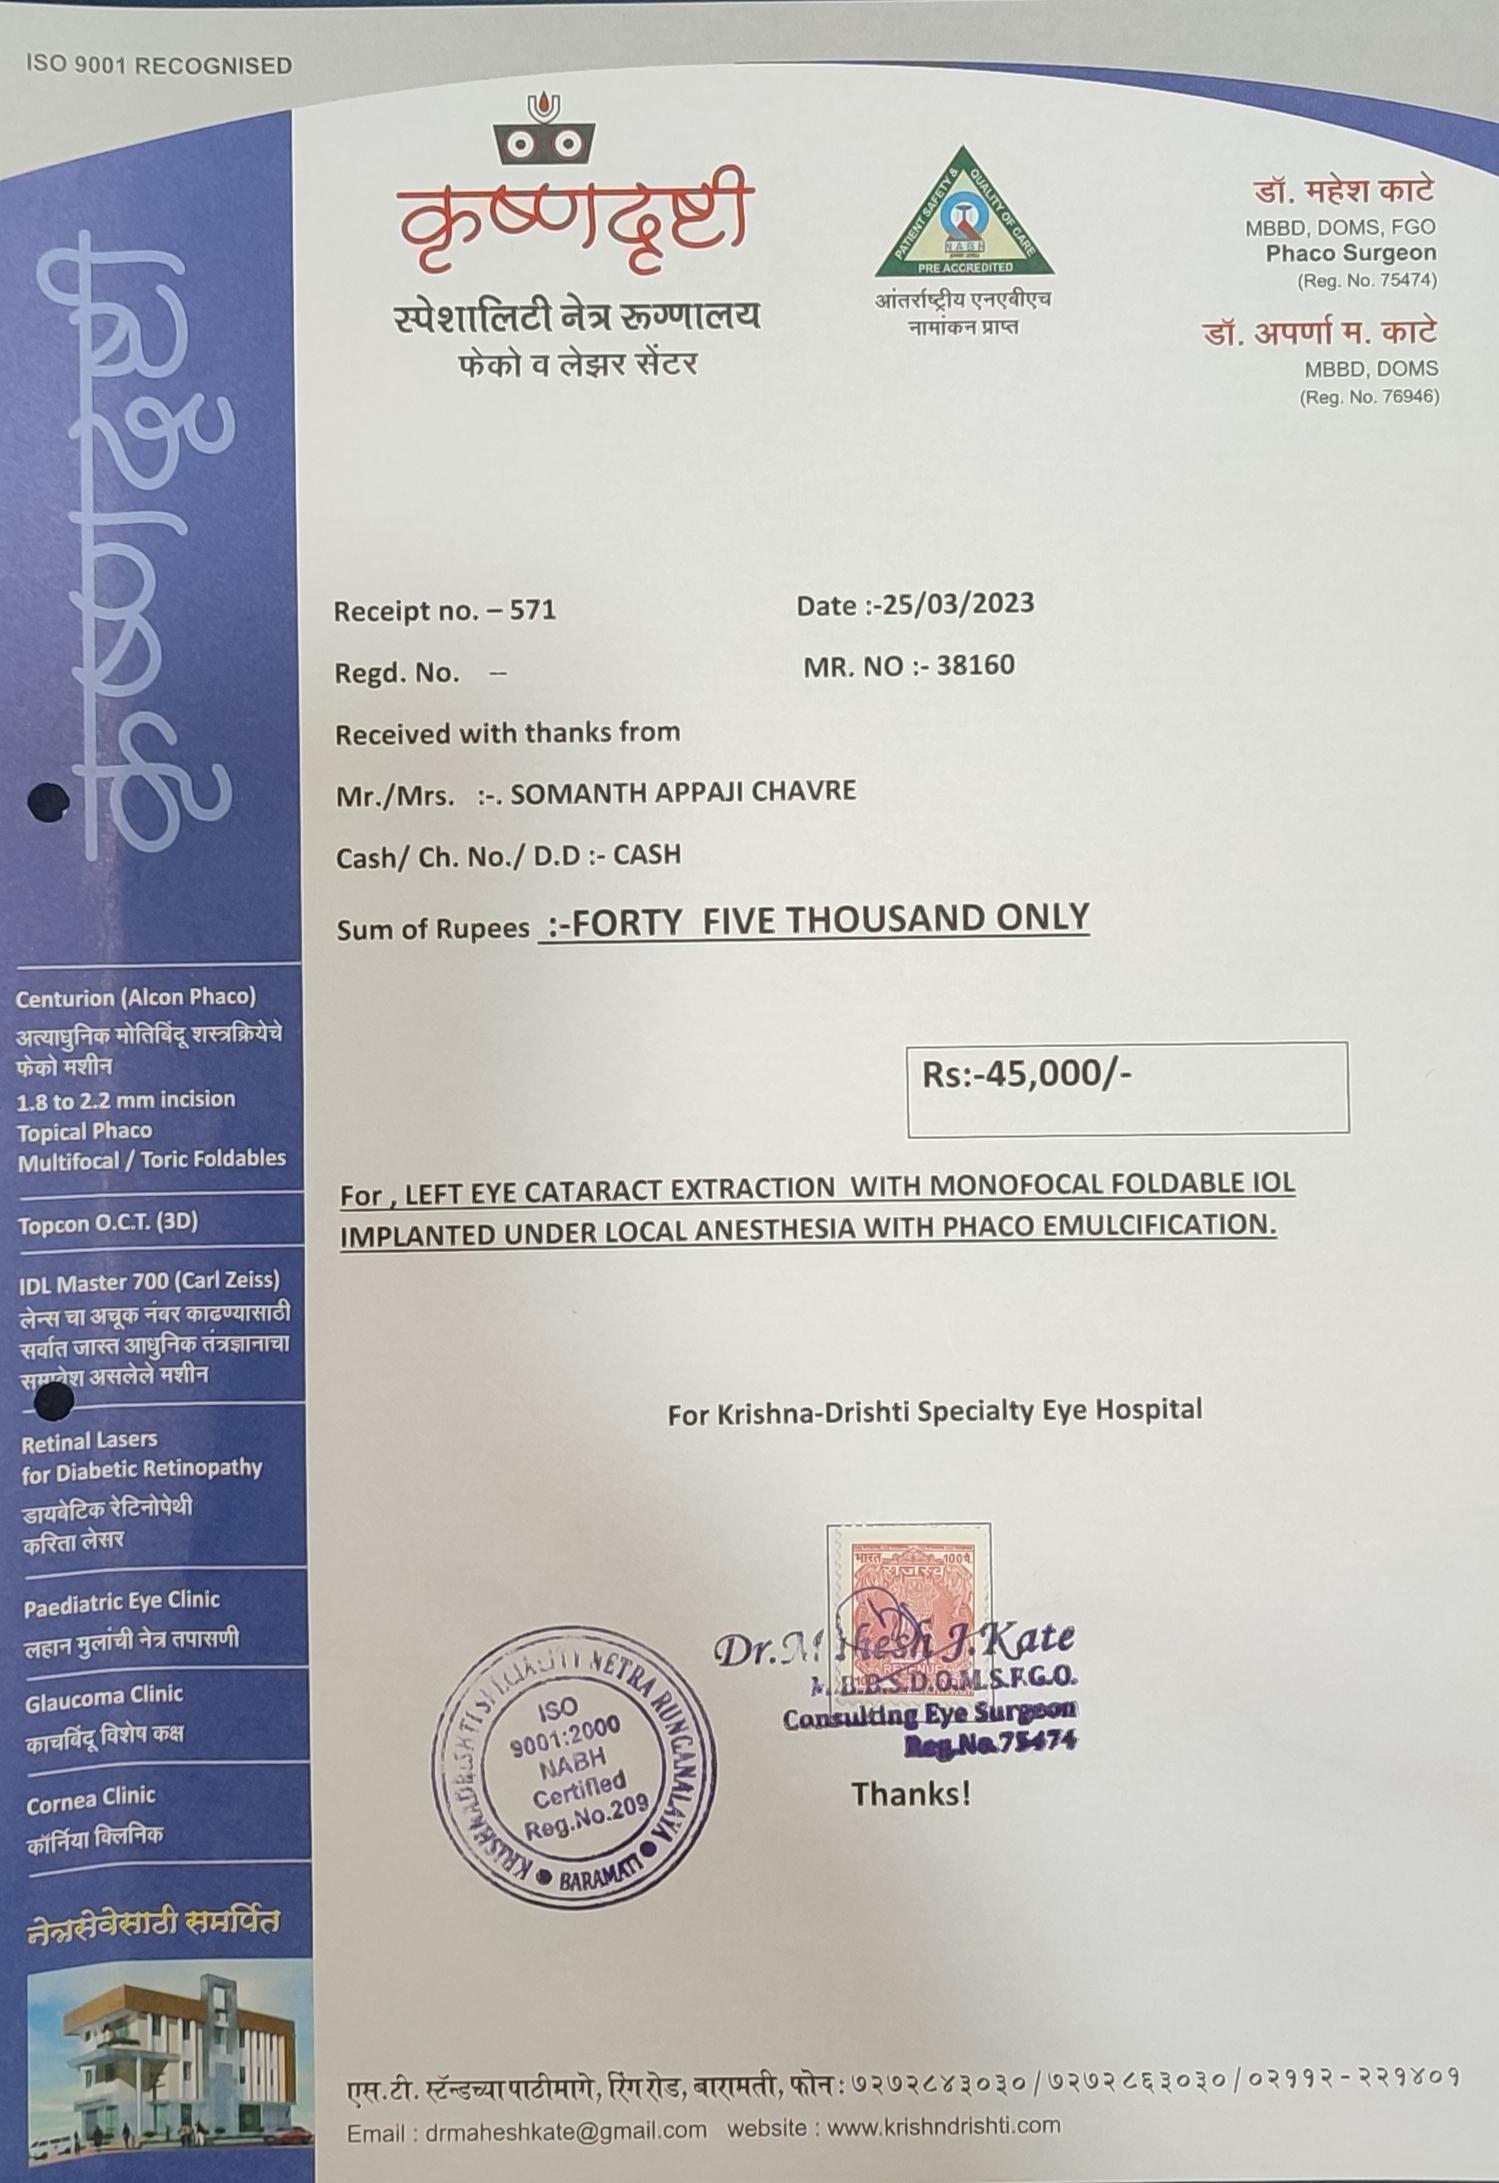 ISO 9001 RECOGNISED
कृष्णदृष्टी
स्पेशालिटी नेत्र रूग्णालय
फेको व लेझर सेंटर
PATIENT SAFETY & QUALITY OF CARE
NABH
PRE ACCREDITED
आंतर्राष्ट्रीय एनएबीएच
नामांकन प्राप्त
डॉ. महेश काटे
MBBD, DOMS, FGO
Phaco Surgeon
(Reg. No. 75474)
डॉ. अपर्णा म. काटे
MBBD, DOMS
(Reg. No. 76946)
कृष्णदृष्टी
Receipt no. – 571 Date :-25/03/2023
Regd. No. – MR. NO :- 38160
Received with thanks from
Mr./Mrs. :-. SOMANTH APPAJI CHAVRE
Cash/ Ch. No./ D.D :- CASH
Sum of Rupees :-FORTY FIVE THOUSAND ONLY
Rs:-45,000/-
For , LEFT EYE CATARACT EXTRACTION WITH MONOFOCAL FOLDABLE IOL
IMPLANTED UNDER LOCAL ANESTHESIA WITH PHACO EMULCIFICATION.
For Krishna-Drishti Specialty Eye Hospital
भारत 100पै.
राजस्व
REVENUE
Dr.Mahesh J.Kate
M.B.B.S.D.O.M.S.F.G.O.
Consulting Eye Surgeon
Reg.No.75474
Thanks!
KRISHNADRISHTI SPECIALITY NETRA RUNGANALAYA
BARAMATI
ISO
9001:2000
NABH
Certified
Reg.No.209
Centurion (Alcon Phaco)
अत्याधुनिक मोतिबिंदू शस्त्रक्रियेचे
फेको मशीन
1.8 to 2.2 mm incision
Topical Phaco
Multifocal / Toric Foldables
Topcon O.C.T. (3D)
IDL Master 700 (Carl Zeiss)
लेन्स चा अचूक नंबर काढण्यासाठी
सर्वात जास्त आधुनिक तंत्रज्ञानाचा
समावेश असलेले मशीन
Retinal Lasers
for Diabetic Retinopathy
डायबेटिक रेटिनोपेथी
करिता लेसर
Paediatric Eye Clinic
लहान मुलांची नेत्र तपासणी
Glaucoma Clinic
काचबिंदू विशेष कक्ष
Cornea Clinic
कॉर्निया क्लिनिक
नेत्रसेवेसाठी समर्पित
एस.टी. स्टॅन्डच्या पाठीमागे, रिंग रोड, बारामती, फोन : ७२७२८४३०३०/७२७२८६३०३०/०२११२-२२१४०१
Email : drmaheshkate@gmail.com website : www.krishndrishti.com